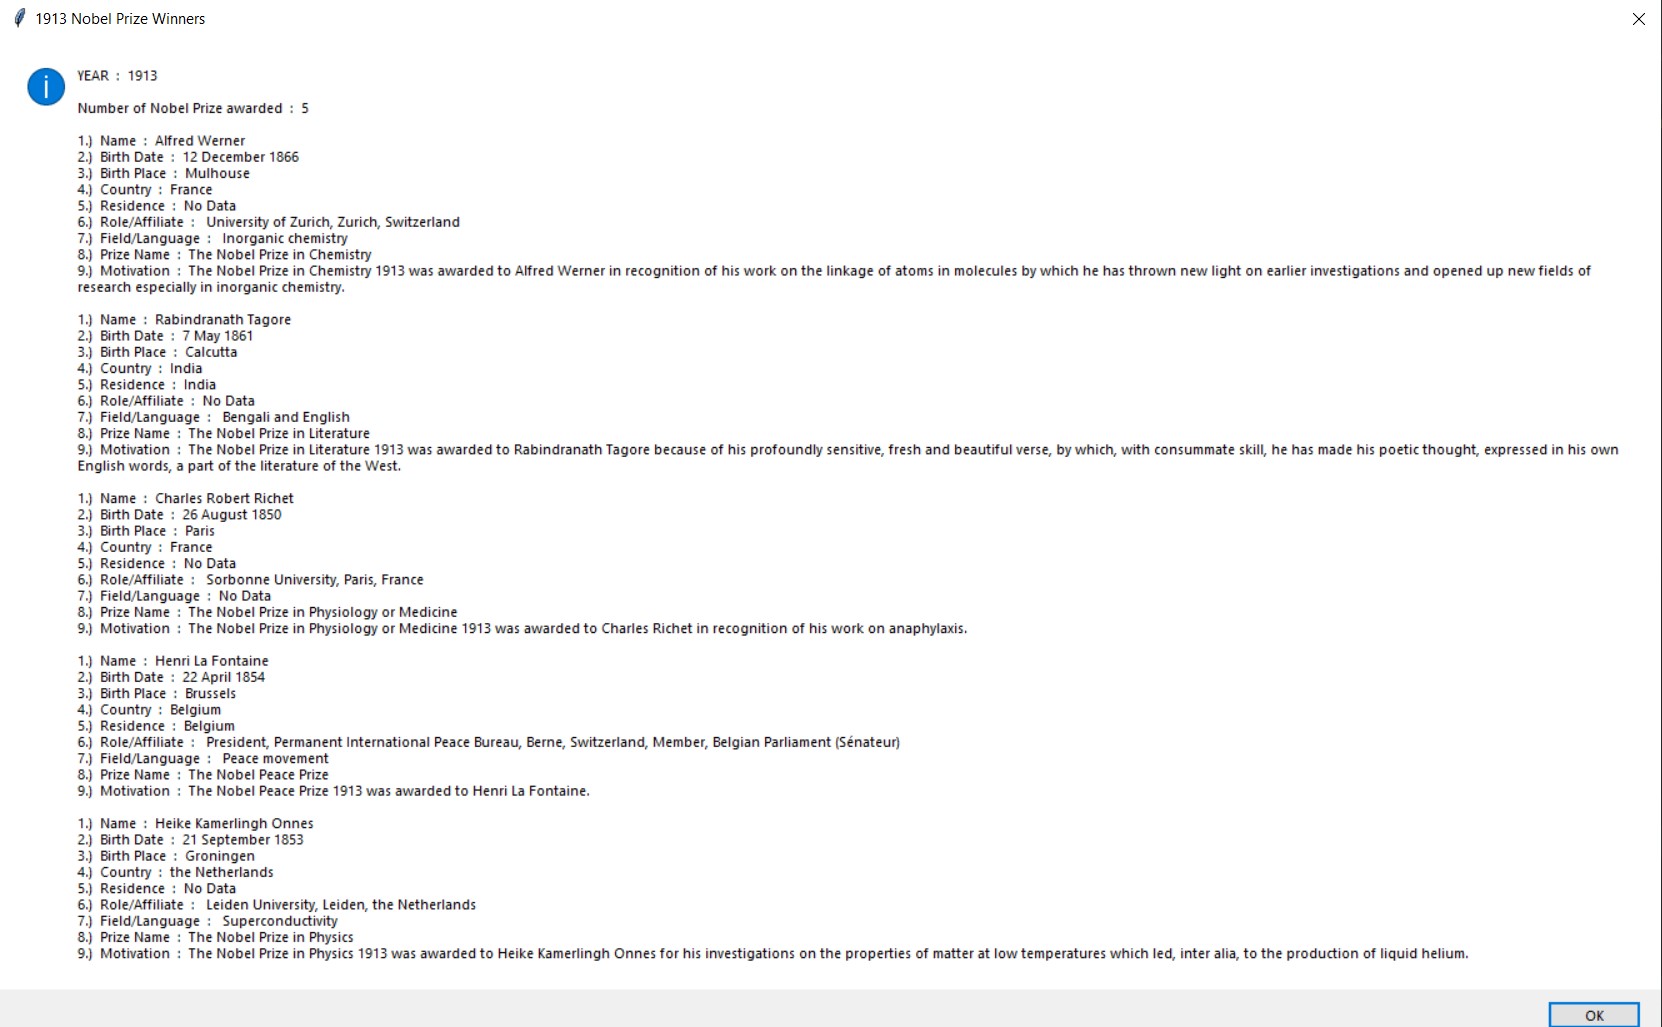 1913 Nobel Prize Winners
i
YEAR : 1913
Number of Nobel Prize awarded : 5
1.) Name : Alfred Werner
2.) Birth Date : 12 December 1866
3.) Birth Place : Mulhouse
4.) Country : France
5.) Residence : No Data
6.) Role/Affiliate : University of Zurich, Zurich, Switzerland
7.) Field/Language : Inorganic chemistry
8.) Prize Name : The Nobel Prize in Chemistry
9.) Motivation : The Nobel Prize in Chemistry 1913 was awarded to Alfred Werner in recognition of his work on the linkage of atoms in molecules by which he has thrown new light on earlier investigations and opened up new fields of
research especially in inorganic chemistry.
1.) Name : Rabindranath Tagore
2.) Birth Date : 7 May 1861
3.) Birth Place : Calcutta
4.) Country : India
5.) Residence : India
6.) Role/Affiliate : No Data
7.) Field/Language : Bengali and English
8.) Prize Name : The Nobel Prize in Literature
9.) Motivation : The Nobel Prize in Literature 1913 was awarded to Rabindranath Tagore because of his profoundly sensitive, fresh and beautiful verse, by which, with consummate skill, he has made his poetic thought, expressed in his own
English words, a part of the literature of the West.
1.) Name : Charles Robert Richet
2.) Birth Date : 26 August 1850
3.) Birth Place : Paris
4.) Country : France
5.) Residence : No Data
6.) Role/Affiliate : Sorbonne University, Paris, France
7.) Field/Language : No Data
8.) Prize Name : The Nobel Prize in Physiology or Medicine
9.) Motivation : The Nobel Prize in Physiology or Medicine 1913 was awarded to Charles Richet in recognition of his work on anaphylaxis.
1.) Name : Henri La Fontaine
2.) Birth Date : 22 April 1854
3.) Birth Place : Brussels
4.) Country : Belgium
5.) Residence : Belgium
6.) Role/Affiliate : President, Permanent International Peace Bureau, Berne, Switzerland, Member, Belgian Parliament (Sénateur)
7.) Field/Language : Peace movement
8.) Prize Name : The Nobel Peace Prize
9.) Motivation : The Nobel Peace Prize 1913 was awarded to Henri La Fontaine.
1.) Name : Heike Kamerlingh Onnes
2.) Birth Date : 21 September 1853
3.) Birth Place : Groningen
4.) Country : the Netherlands
5.) Residence : No Data
6.) Role/Affiliate : Leiden University, Leiden, the Netherlands
7.) Field/Language : Superconductivity
8.) Prize Name : The Nobel Prize in Physics
9.) Motivation : The Nobel Prize in Physics 1913 was awarded to Heike Kamerlingh Onnes for his investigations on the properties of matter at low temperatures which led, inter alia, to the production of liquid helium.
OK